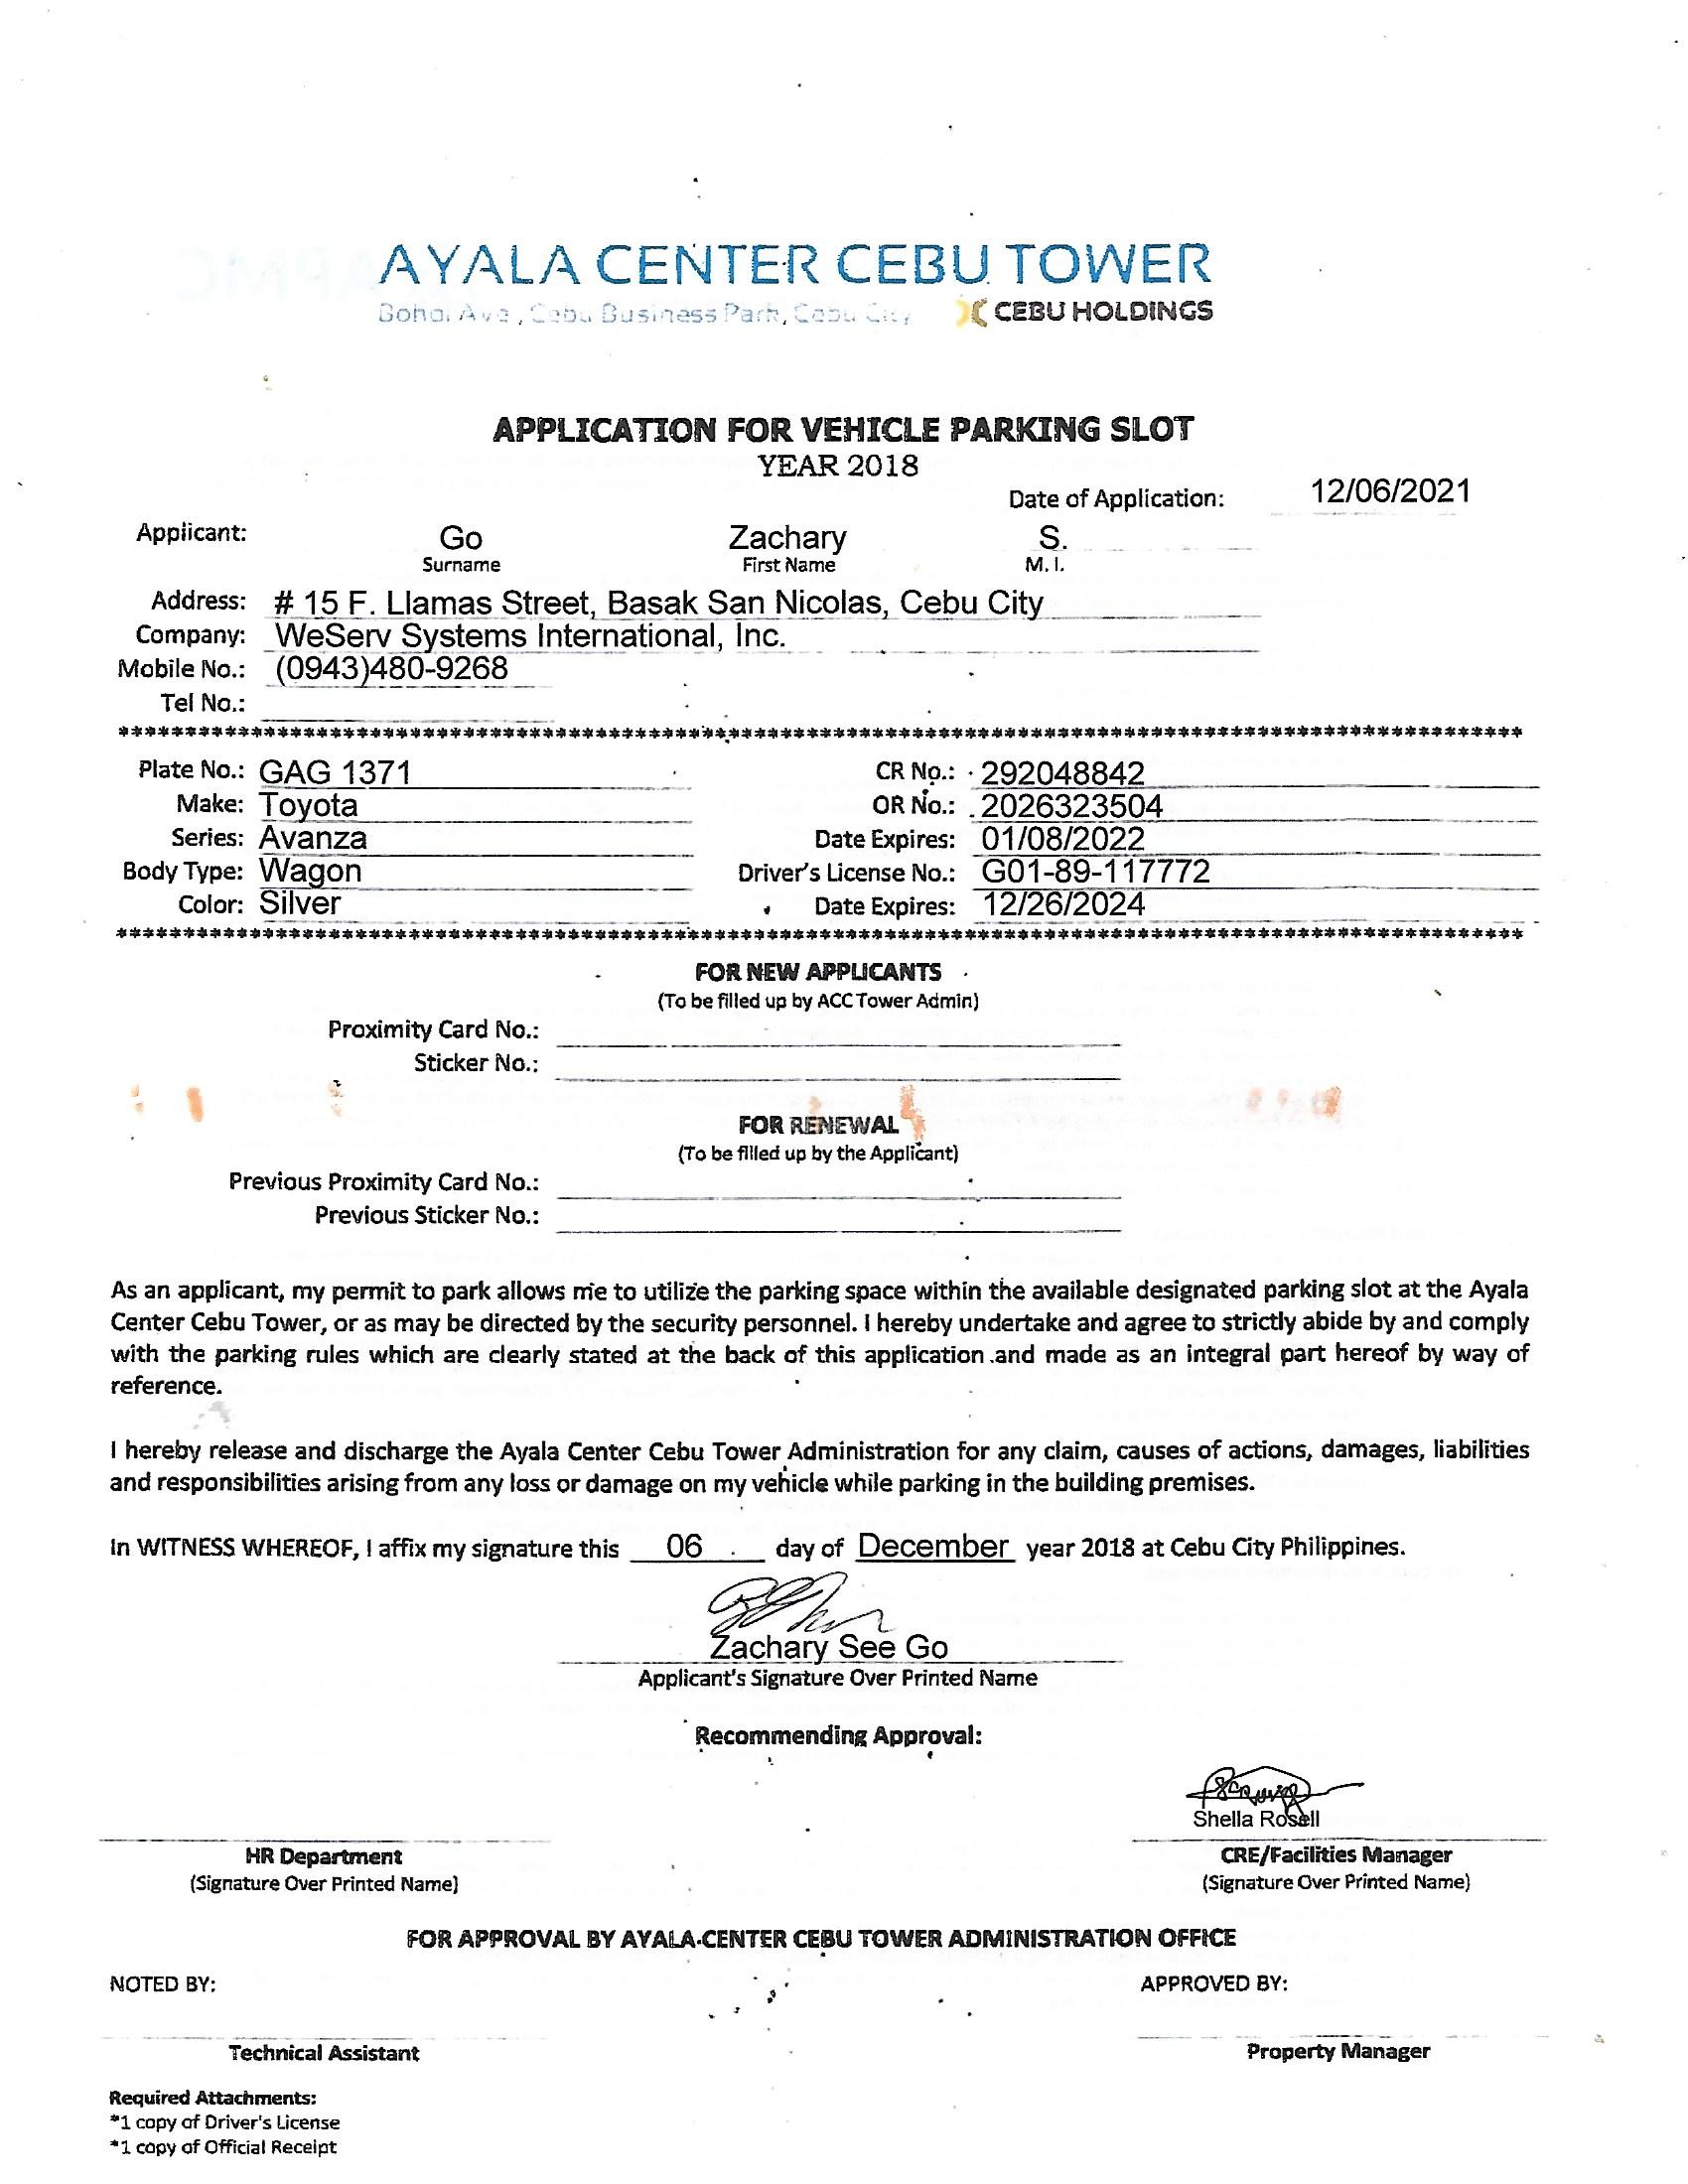 AYALA CENTER CEBU TOWER
Bohol Ave, Cebu Business Park, Cebu City CEBU HOLDINGS
APPLICATION FOR VEHICLE PARKING SLOT
YEAR 2018
Date of Application: 12/06/2021
Applicant: Go Zachary S.
Surname First Name M. I.
Address: # 15 F. Llamas Street, Basak San Nicolas, Cebu City
Company: WeServ Systems International, Inc.
Mobile No.: (0943)480-9268
Tel No.:
Plate No.: GAG 1371 CR No.: 292048842
Make: Toyota OR No.: 2026323504
Series: Avanza Date Expires: 01/08/2022
Body Type: Wagon Driver's License No.: G01-89-117772
Color: Silver Date Expires: 12/26/2024
FOR NEW APPLICANTS
(To be filled up by ACC Tower Admin)
Proximity Card No.:
Sticker No.:
FOR RENEWAL
(To be filled up by the Applicant)
Previous Proximity Card No.:
Previous Sticker No.:
As an applicant, my permit to park allows me to utilize the parking space within the available designated parking slot at the Ayala
Center Cebu Tower, or as may be directed by the security personnel. I hereby undertake and agree to strictly abide by and comply
with the parking rules which are clearly stated at the back of this application and made as an integral part hereof by way of
reference.
I hereby release and discharge the Ayala Center Cebu Tower Administration for any claim, causes of actions, damages, liabilities
and responsibilities arising from any loss or damage on my vehicle while parking in the building premises.
In WITNESS WHEREOF, I affix my signature this 06 day of December year 2018 at Cebu City Philippines.
Zachary See Go
Applicant's Signature Over Printed Name
Recommending Approval:
Shella Rosell
HR Department CRE/Facilities Manager
(Signature Over Printed Name) (Signature Over Printed Name)
FOR APPROVAL BY AYALA CENTER CEBU TOWER ADMINISTRATION OFFICE
NOTED BY: APPROVED BY:
Technical Assistant Property Manager
Required Attachments:
*1 copy of Driver's License
*1 copy of Official Receipt